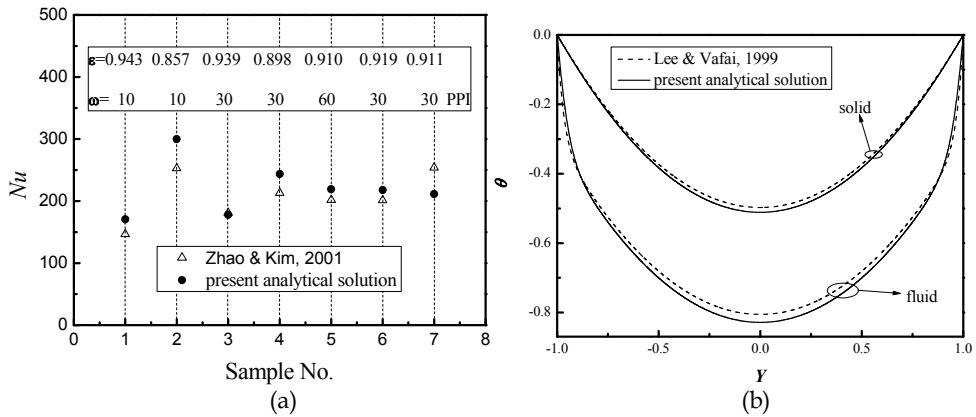 500
400
300
200
100
0
Nu
ε=0.943 0.857 0.939 0.898 0.910 0.919 0.911
ω= 10 10 30 30 60 30 30 PPI
Zhao & Kim, 2001
present analytical solution
0 1 2 3 4 5 6 7 8
Sample No.
(a)
0.0
-0.2
-0.4
-0.6
-0.8
θ
Lee & Vafai, 1999
present analytical solution
solid
fluid
-1.0 -0.5 0.0 0.5 1.0
Y
(b)